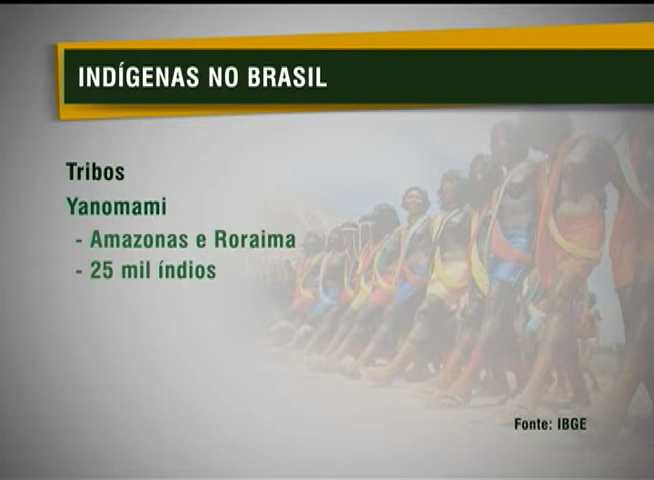 INDÍGENAS NO BRASIL
Tribos
Yanomami
- Amazonas e Roraima
- 25 mil índios
Fonte: IBGE